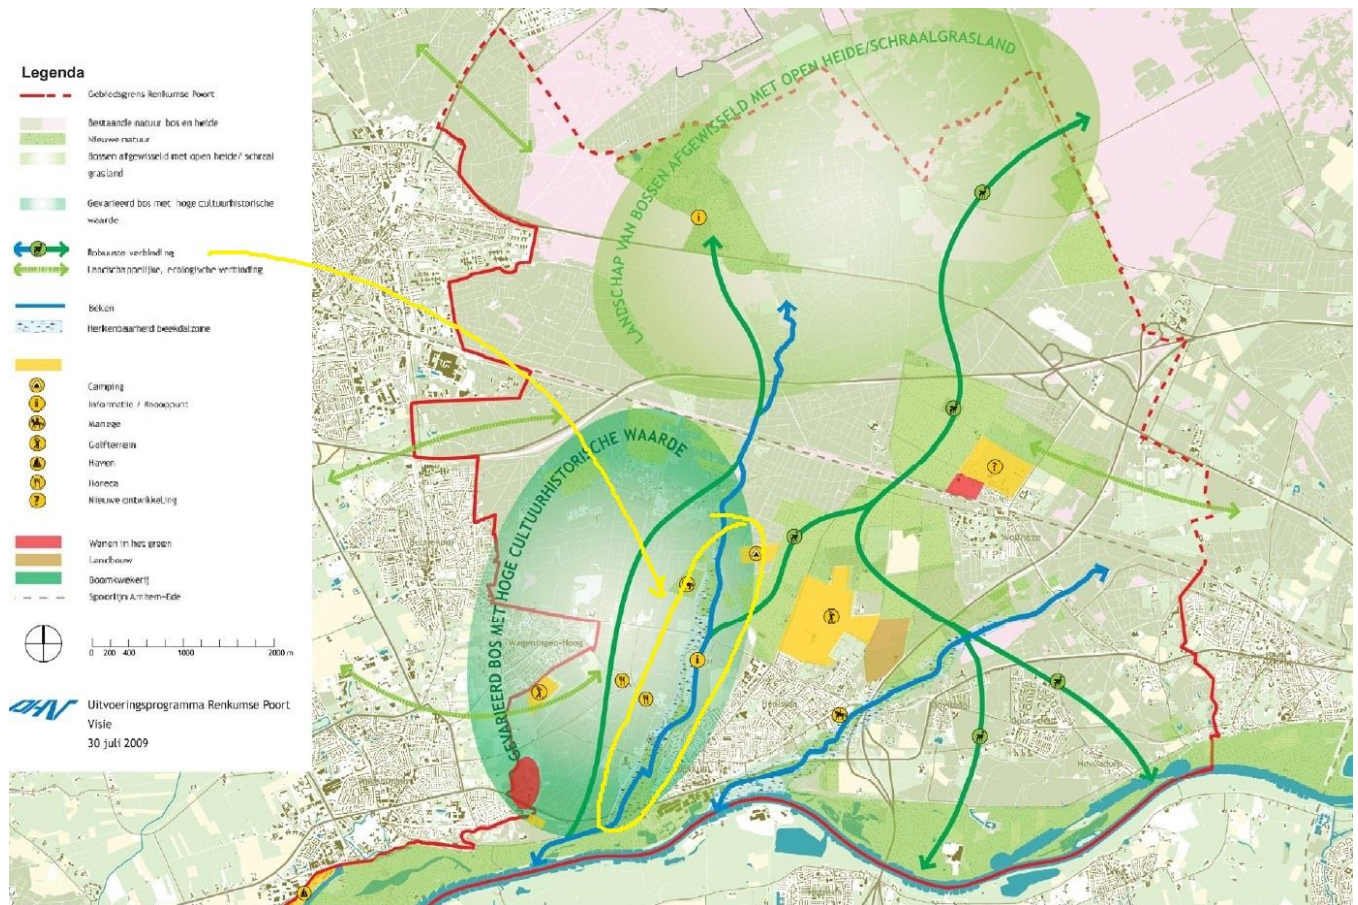 Legenda
Gebiedsgrens Renkumse Poort
Bestaande natuur bos en heide
Nieuwe natuur
Bossen afgewisseld met open heide/ schraal
grasland
Gevarieerd bos met hoge cultuurhistorische
waarde
Robuuste verbinding
Landschappelijke, ecologische verbinding
Beken
Herkenbaarheid beekdalzone
Camping
Informatie / Knooppunt
Manege
Golfterrein
Haven
Horeca
Nieuwe ontwikkeling
Wonen in het groen
Landbouw
Boomkwekerij
Spoorlijn Arnhem-Ede
0 200 400 1000 2000 m
DHV
Uitvoeringsprogramma Renkumse Poort
Visie
30 juli 2009
LANDSCHAP VAN BOSSEN AFGEWISSELD MET OPEN HEIDE/SCHRAALGRASLAND
GEVARIEERD BOS MET HOGE CULTUURHISTORISCHE WAARDE
Wageningen-Hoog
Wolfheze